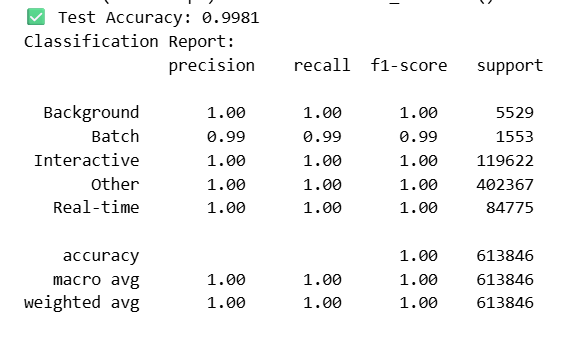 ✅ Test Accuracy: 0.9981
Classification Report:
precision recall f1-score support
Background 1.00 1.00 1.00 5529
Batch 0.99 0.99 0.99 1553
Interactive 1.00 1.00 1.00 119622
Other 1.00 1.00 1.00 402367
Real-time 1.00 1.00 1.00 84775
accuracy 1.00 613846
macro avg 1.00 1.00 1.00 613846
weighted avg 1.00 1.00 1.00 613846